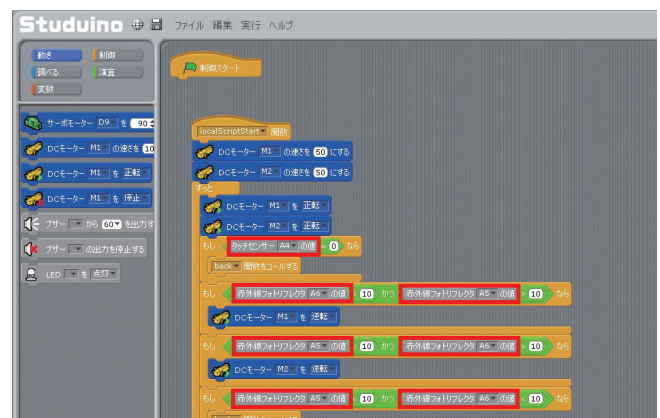 Studuino ファイル 編集 実行 ヘルプ
動き 制御
調べる 演算
変数
サーボモーター D9 を 90
DCモーター M1 の速さを 10
DCモーター M1 を 正転
DCモーター M1 を 停止
ブザー から 60 を出力す
ブザー の出力を停止する
LED を 点灯
制御スタート
localScriptStart 関数
DCモーター M1 の速さを 50 にする
DCモーター M2 の速さを 50 にする
ずっと
DCモーター M1 を 正転
DCモーター M2 を 正転
もし タッチセンサー A4 の値 = 0 なら
back 関数をコールする
もし 赤外線フォトリフレクタ A6 の値 10 かつ 赤外線フォトリフレクタ A5 の値 10 なら
DCモーター M1 を 逆転
もし 赤外線フォトリフレクタ A5 の値 10 かつ 赤外線フォトリフレクタ A6 の値 10 なら
DCモーター M2 を 逆転
もし 赤外線フォトリフレクタ A5 の値 10 かつ 赤外線フォトリフレクタ A6 の値 10 なら